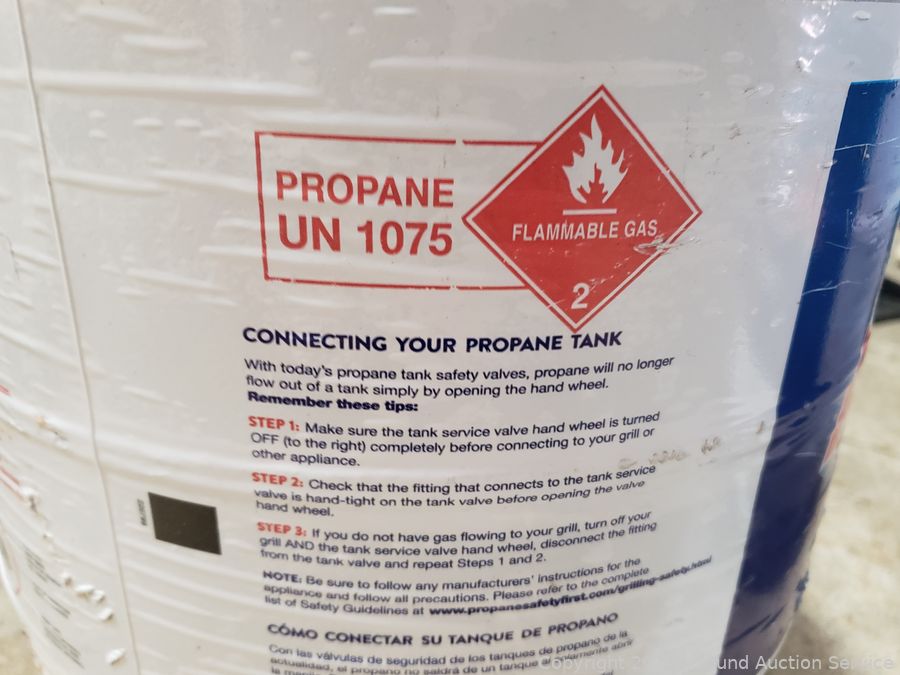 PROPANE
UN 1075
FLAMMABLE GAS
2
CONNECTING YOUR PROPANE TANK
With today's propane tank safety valves, propane will no longer
flow out of a tank simply by opening the hand wheel.
Remember these tips:
STEP 1: Make sure the tank service valve hand wheel is turned
OFF (to the right) completely before connecting to your grill or
other appliance.
STEP 2: Check that the fitting that connects to the tank service
valve is hand-tight on the tank valve before opening the valve
hand wheel.
STEP 3: If you do not have gas flowing to your grill, turn off your
grill AND the tank service valve hand wheel, disconnect the fitting
from the tank valve and repeat Steps 1 and 2.
NOTE: Be sure to follow any manufacturers' instructions for the
appliance and follow all precautions. Please refer to the complete
list of Safety Guidelines at www.propanesafetyfirst.com/grilling-safety.html
CÓMO CONECTAR SU TANQUE DE PROPANO
Con las válvulas de seguridad de los tanques de propano de la
actualidad, el propano no saldrá de un tanque solamente abrir
Copyright und Auction Service